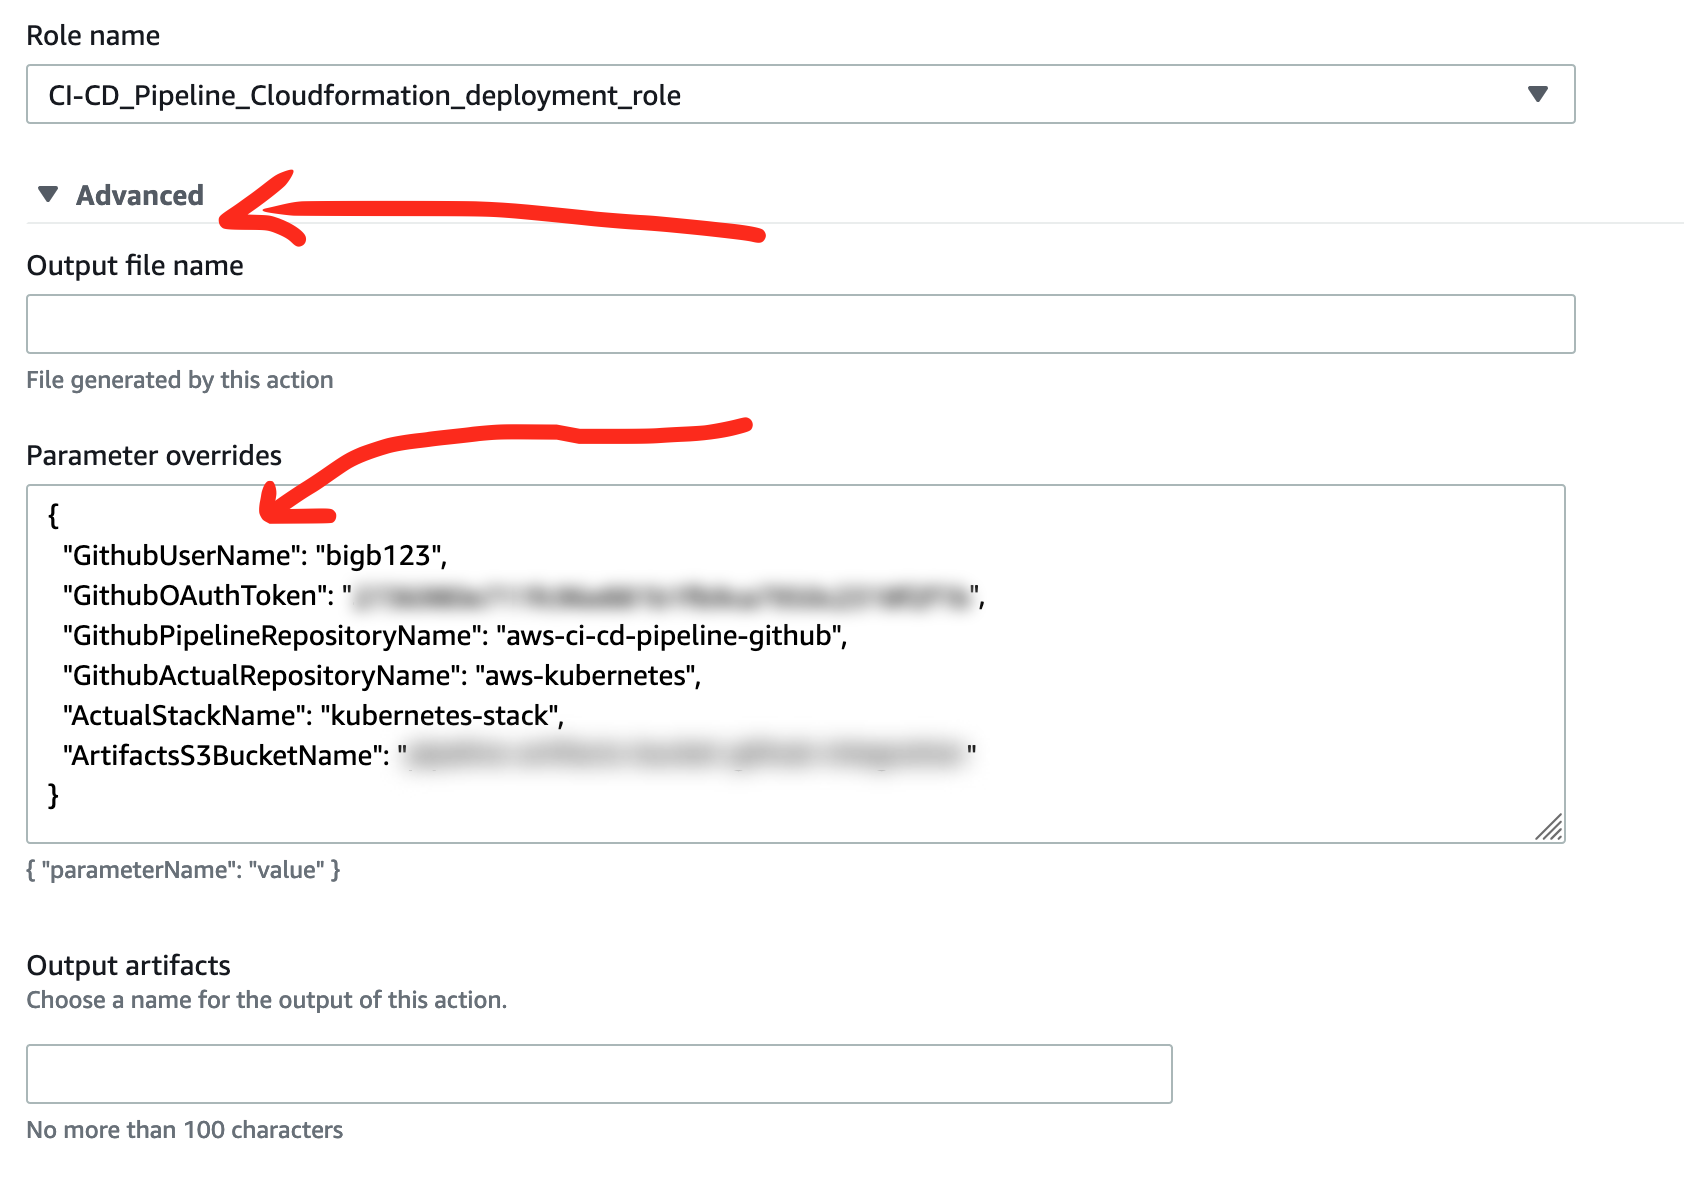 Role name
CI-CD_Pipeline_Cloudformation_deployment_role
Advanced
Output file name
File generated by this action
Parameter overrides
{
"GithubUserName": "bigb123",
"GithubOAuthToken": "",
"GithubPipelineRepositoryName": "aws-ci-cd-pipeline-github",
"GithubActualRepositoryName": "aws-kubernetes",
"ActualStackName": "kubernetes-stack",
"ArtifactsS3BucketName": ""
}
{ "parameterName": "value" }
Output artifacts
Choose a name for the output of this action.
No more than 100 characters